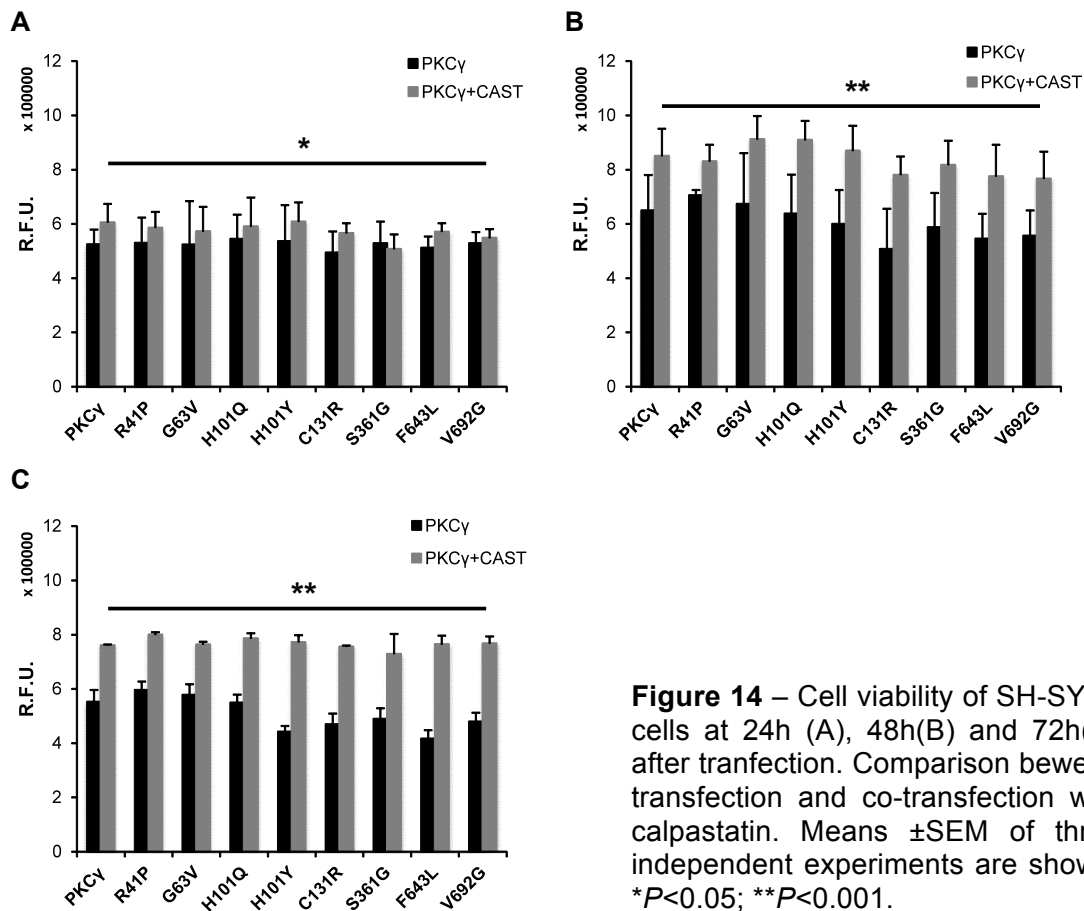 A
x 100000
R.F.U.
12
10
8
6
4
2
0
PKCγ
PKCγ+CAST
*
PKCγ
R41P
G63V
H101Q
H101Y
C131R
S361G
F643L
V692G
B
x 100000
R.F.U.
12
10
8
6
4
2
0
PKCγ
PKCγ+CAST
**
PKCγ
R41P
G63V
H101Q
H101Y
C131R
S361G
F643L
V692G
C
x 100000
R.F.U.
12
10
8
6
4
2
0
PKCγ
PKCγ+CAST
**
PKCγ
R41P
G63V
H101Q
H101Y
C131R
S361G
F643L
V692G
Figure 14 – Cell viability of SH-SY
cells at 24h (A), 48h(B) and 72h(
after tranfection. Comparison bewe
transfection and co-transfection w
calpastatin. Means ±SEM of thr
independent experiments are show
*P<0.05; **P<0.001.